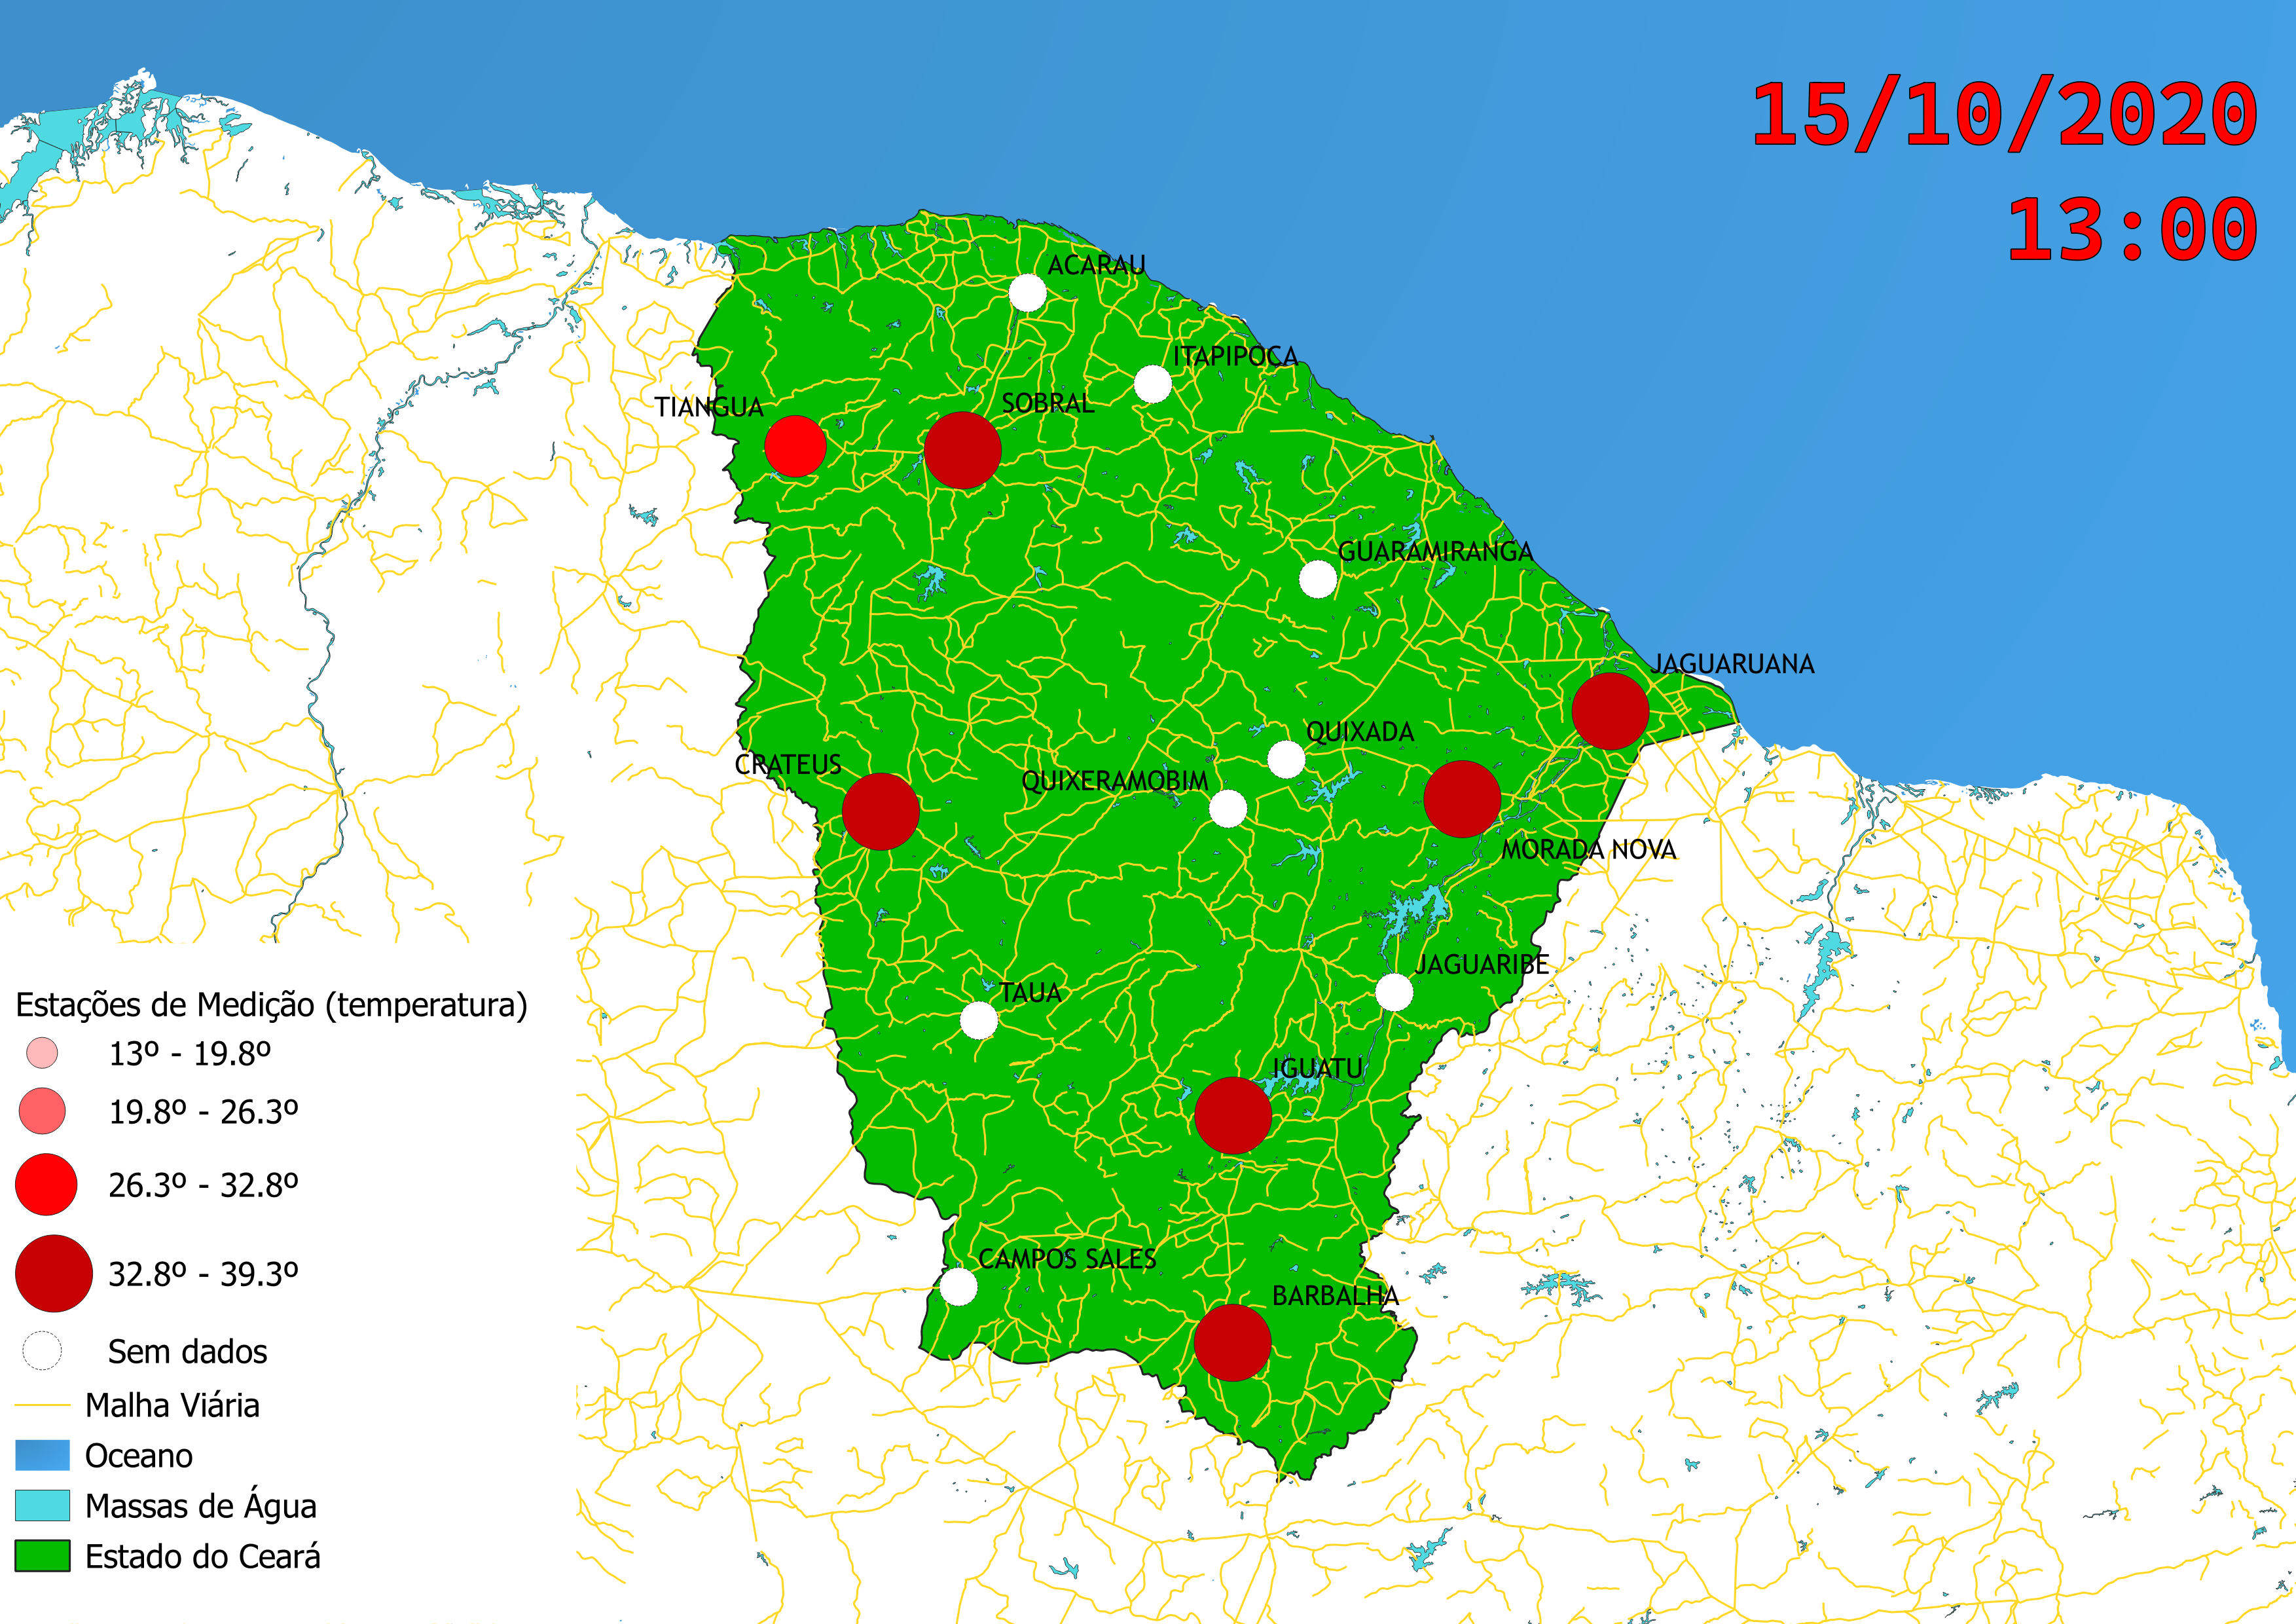 15/10/2020
13:00
ACARAU
ITAPIPOCA
TIANGUA
SOBRAL
GUARAMIRANGA
JAGUARUANA
QUIXADA
CRATEUS
QUIXERAMOBIM
MORADA NOVA
JAGUARIBE
TAUA
IGUATU
CAMPOS SALES
BARBALHA
Estações de Medição (temperatura)
13º - 19.8º
19.8º - 26.3º
26.3º - 32.8º
32.8º - 39.3º
Sem dados
Malha Viária
Oceano
Massas de Água
Estado do Ceará